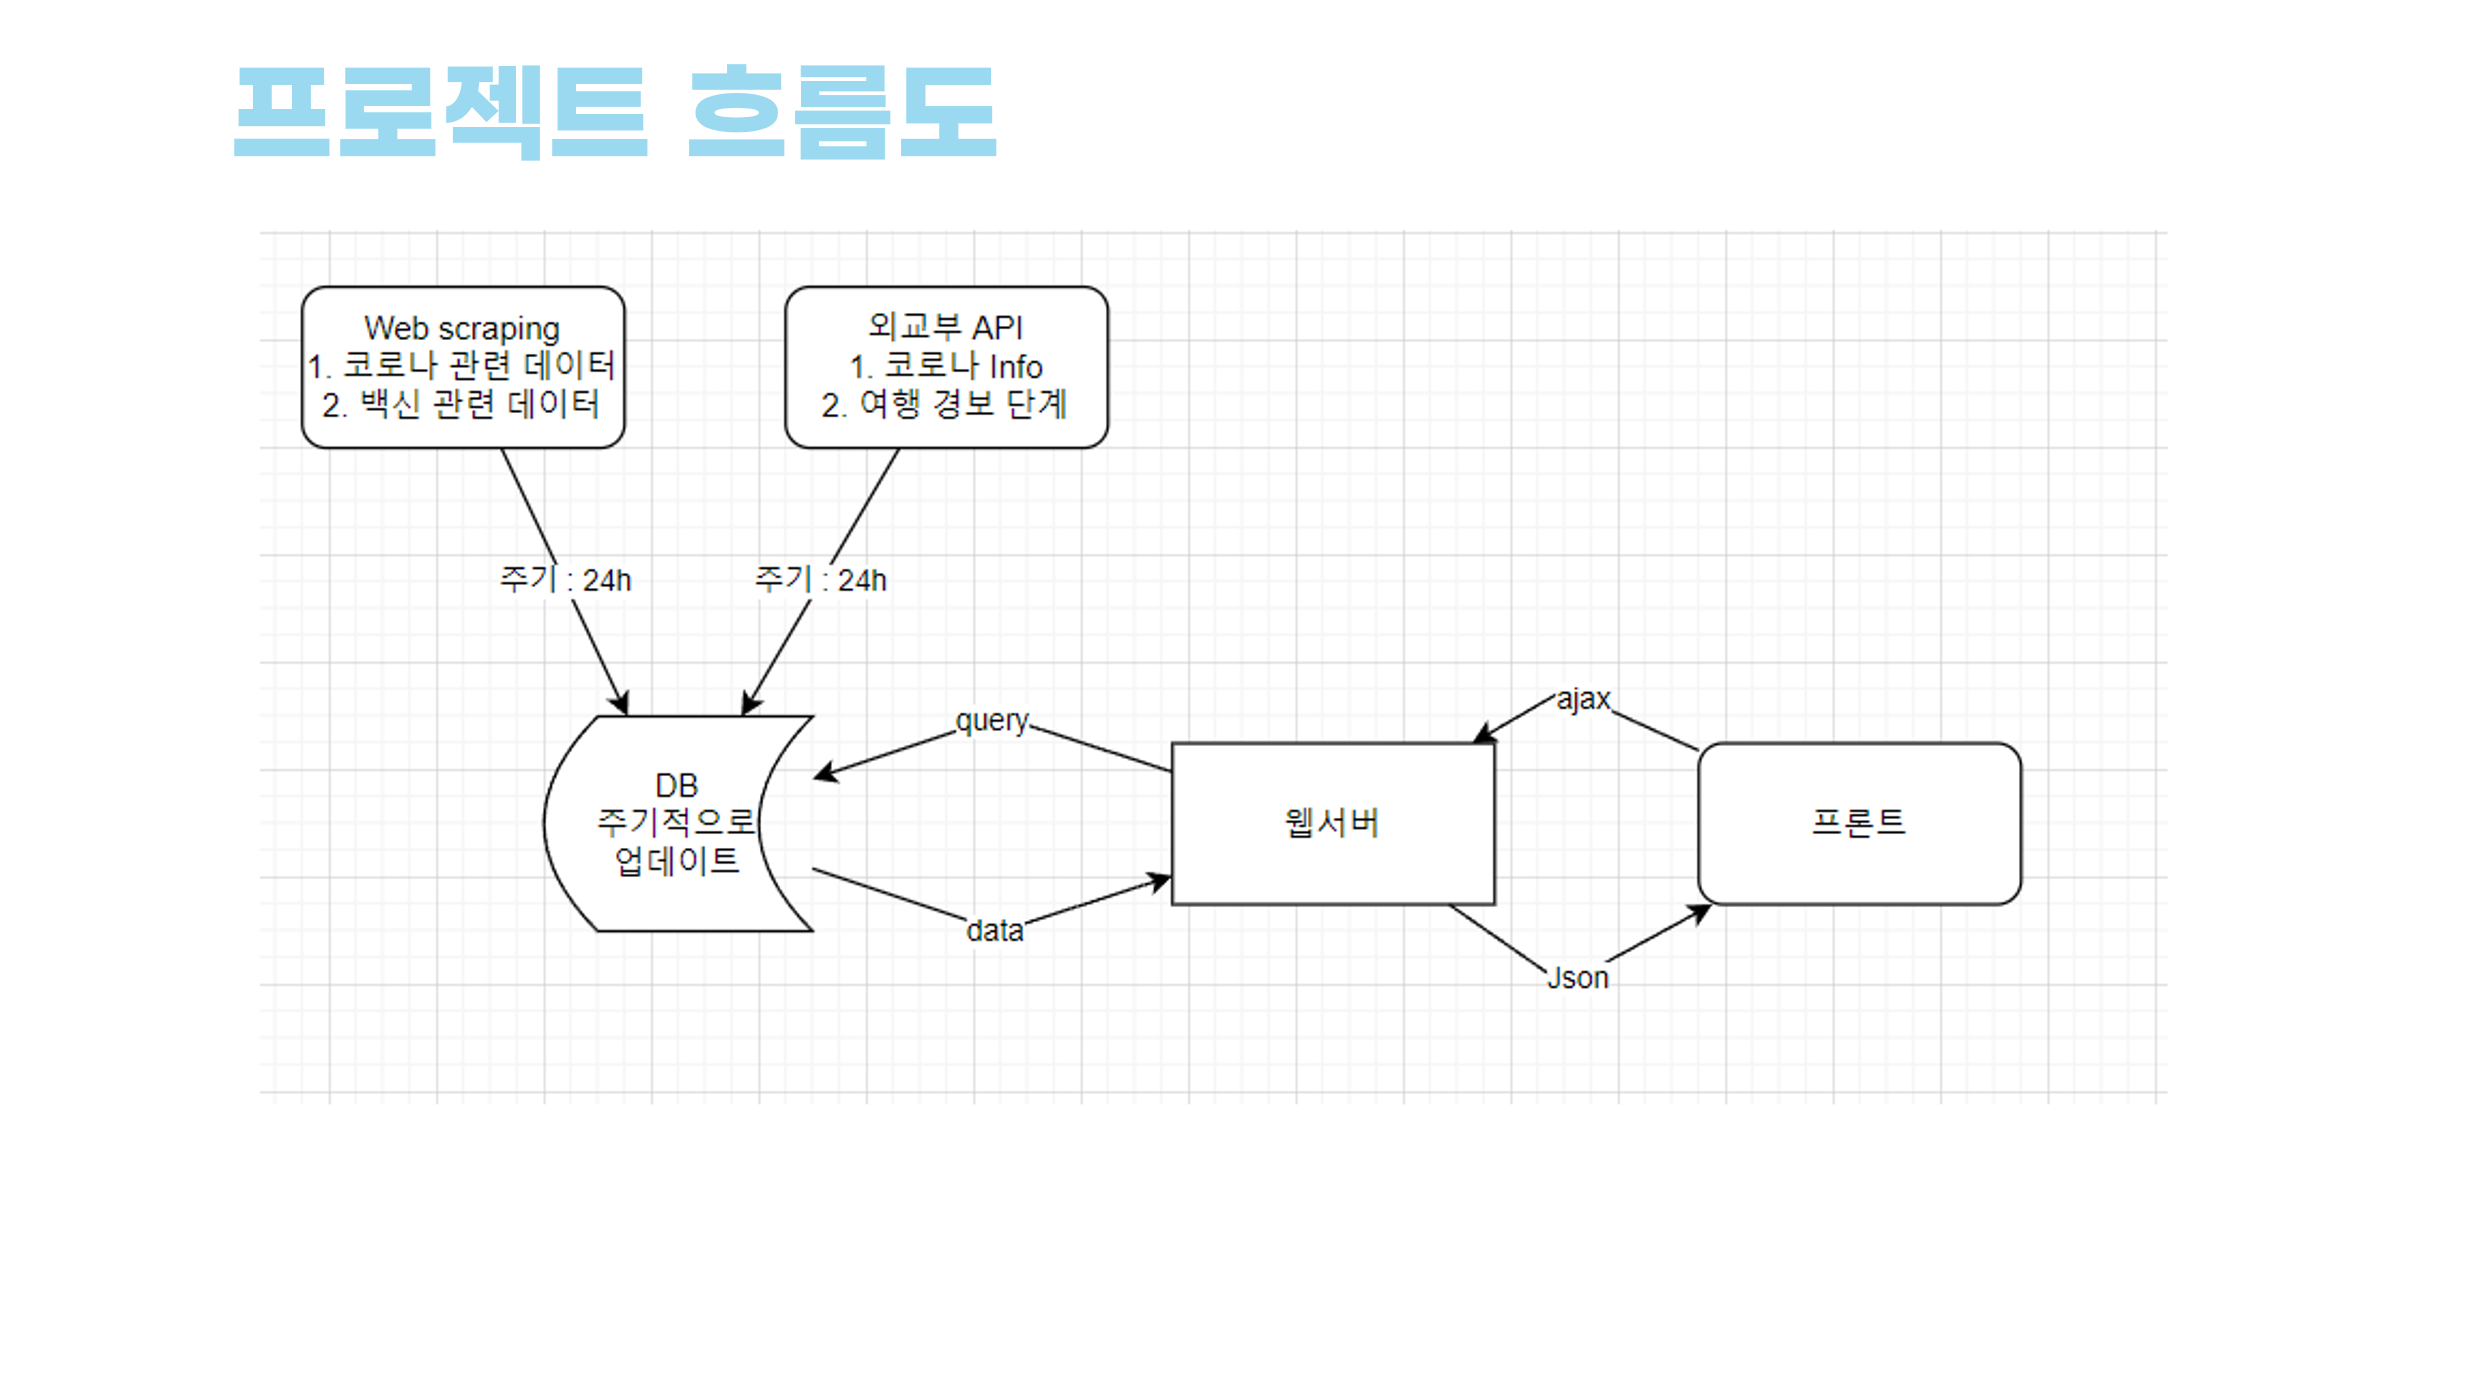 프로젝트 흐름도
Web scraping
1. 코로나 관련 데이터
2. 백신 관련 데이터
외교부 API
1. 코로나 Info
2. 여행 경보 단계
주기 : 24h
주기 : 24h
DB
주기적으로
업데이트
query
data
웹서버
ajax
Json
프론트